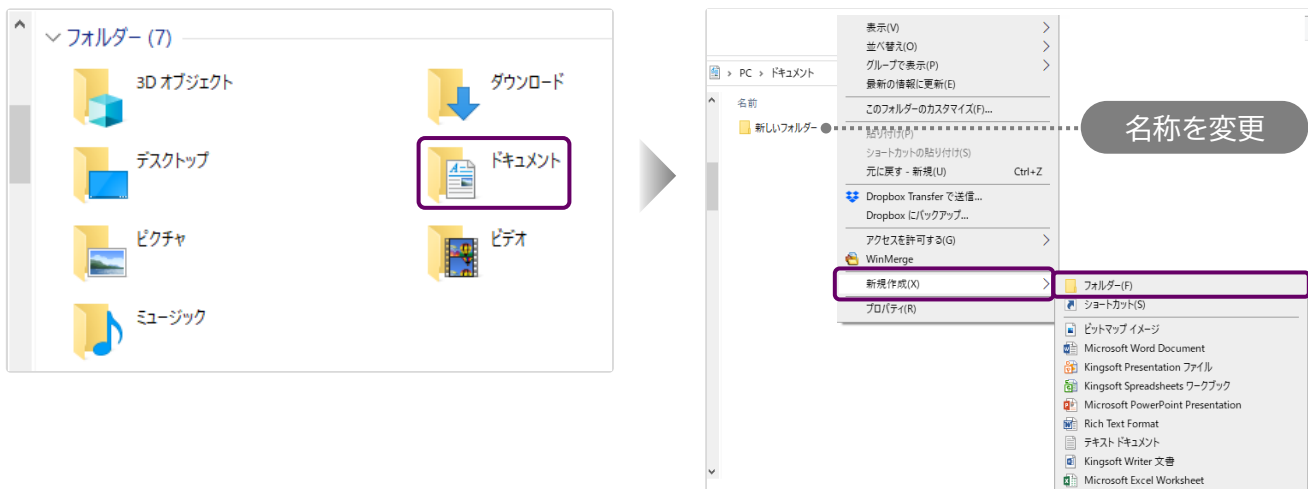 フォルダー (7)
3D オブジェクト
ダウンロード
デスクトップ
ドキュメント
ピクチャ
ビデオ
ミュージック
PC › ドキュメント
名前
新しいフォルダー
名称を変更
表示(V)
並べ替え(O)
グループで表示(P)
最新の情報に更新(E)
このフォルダーのカスタマイズ(F)...
貼り付け(P)
ショートカットの貼り付け(S)
元に戻す - 新規(U) Ctrl+Z
Dropbox Transfer で送信...
Dropbox にバックアップ...
アクセスを許可する(G)
WinMerge
新規作成(X)
プロパティ(R)
フォルダー(F)
ショートカット(S)
ビットマップ イメージ
Microsoft Word Document
Kingsoft Presentation ファイル
Kingsoft Spreadsheets ワークブック
Microsoft PowerPoint Presentation
Rich Text Format
テキスト ドキュメント
Kingsoft Writer 文書
Microsoft Excel Worksheet